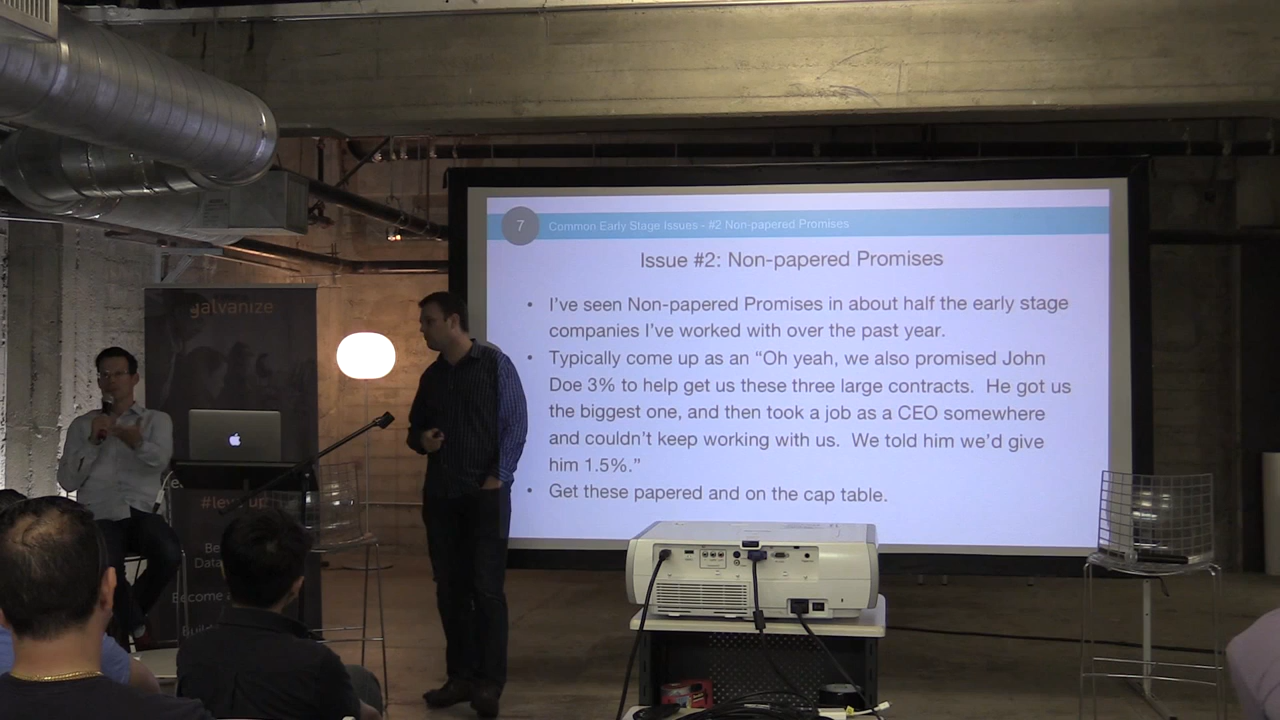 7
Common Early Stage Issues - #2 Non-papered Promises
Issue #2: Non-papered Promises
• I've seen Non-papered Promises in about half the early stage
companies I've worked with over the past year.
• Typically come up as an “Oh yeah, we also promised John
Doe 3% to help get us these three large contracts. He got us
the biggest one, and then took a job as a CEO somewhere
and couldn't keep working with us. We told him we'd give
him 1.5%.”
• Get these papered and on the cap table.
galvanize
Become